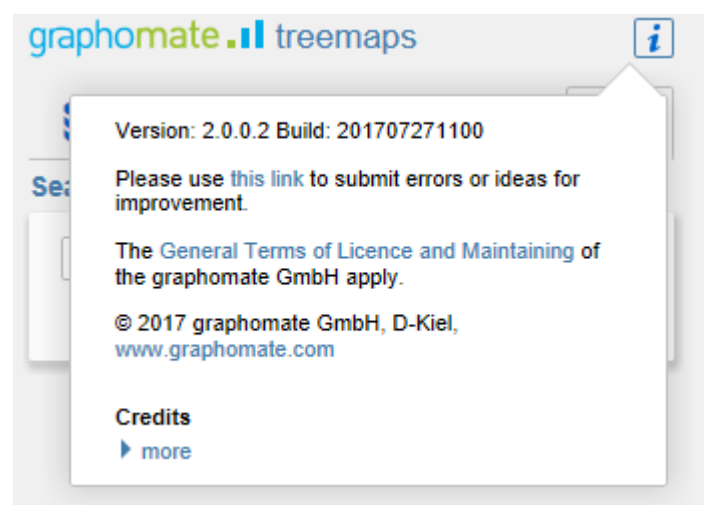 graphomate treemaps
i
Version: 2.0.0.2 Build: 201707271100
Sea
Please use this link to submit errors or ideas for
improvement.
The General Terms of Licence and Maintaining of
the graphomate GmbH apply.
© 2017 graphomate GmbH, D-Kiel,
www.graphomate.com
Credits
more